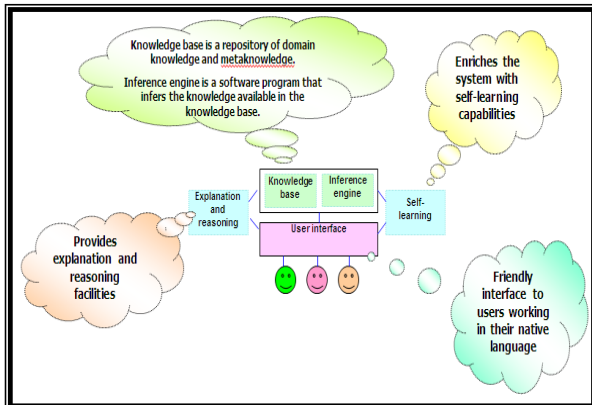 Knowledge base is a repository of domain
knowledge and metaknowledge.
Inference engine is a software program that
infers the knowledge available in the
knowledge base.
Enriches the
system with
self-learning
capabilities
Knowledge
base
Inference
engine
Explanation
and
reasoning
Self-
learning
User interface
Provides
explanation and
reasoning
facilities
Friendly
interface to
users working
in their native
language